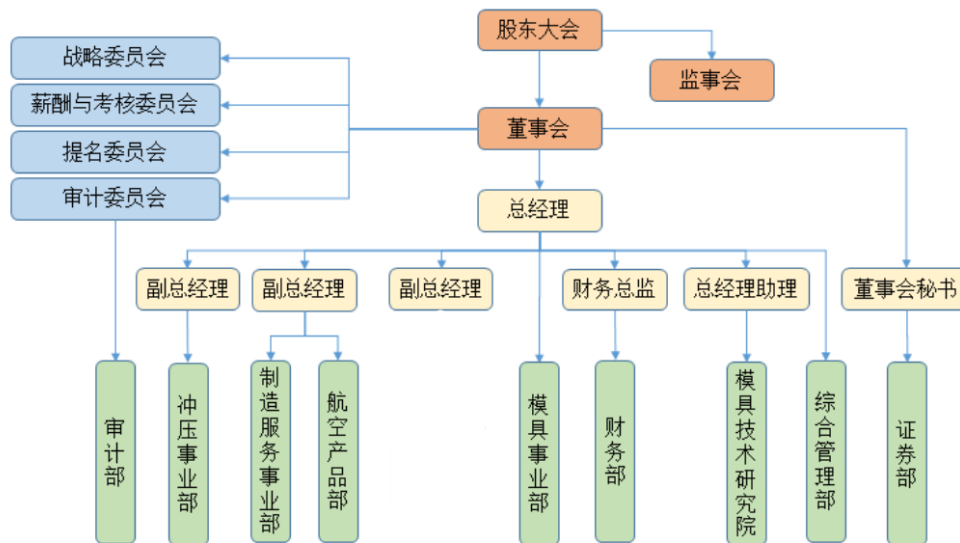 股东大会
监事会
战略委员会
薪酬与考核委员会
提名委员会
审计委员会
董事会
总经理
副总经理
副总经理
副总经理
财务总监
总经理助理
董事会秘书
审计部
冲压事业部
制造服务事业部
航空产品部
模具事业部
财务部
模具技术研究院
综合管理部
证券部